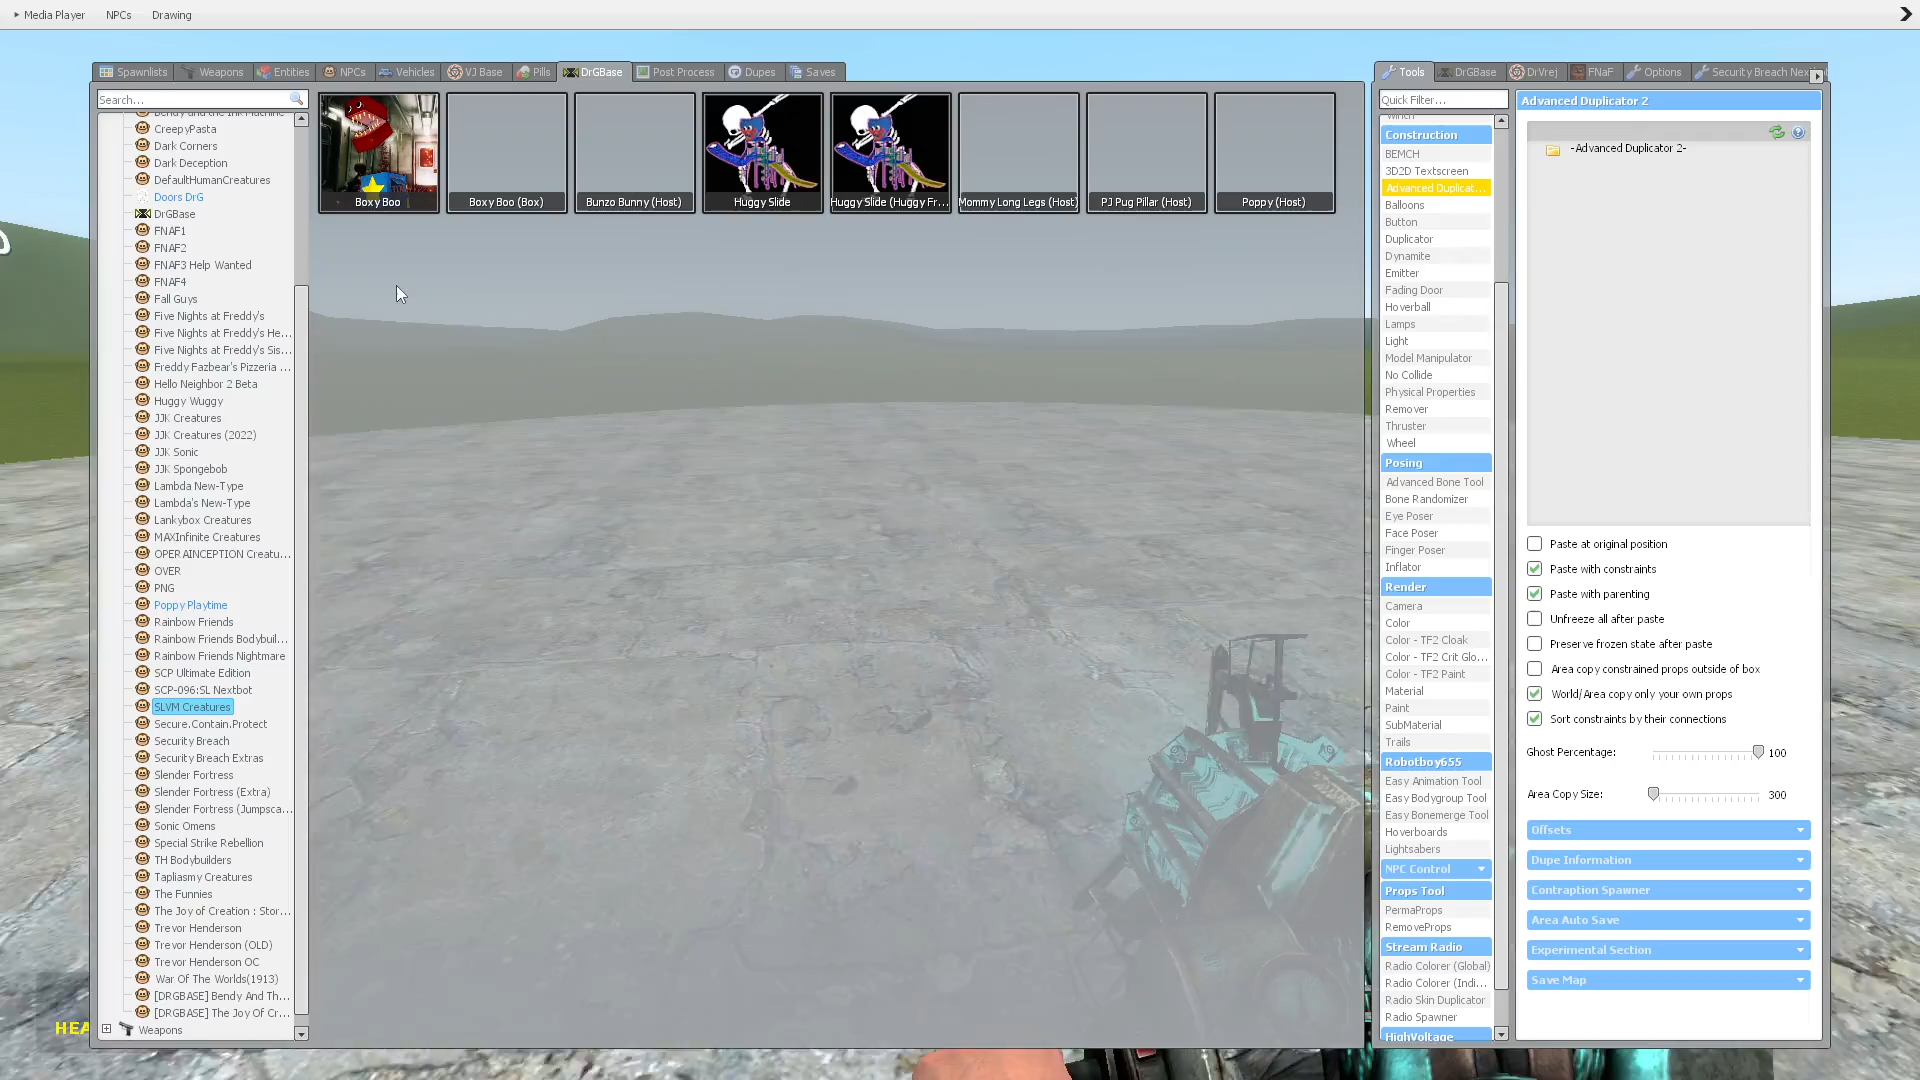 Media Player NPCs Drawing
Spawnlists Weapons Entities NPCs Vehicles VJ Base Pills DrGBase Post Process Dupes Saves
Search...
CreepyPasta
Dark Corners
Dark Deception
DefaultHumanCreatures
Doors DrG
DrGBase
FNAF1
FNAF2
FNAF3 Help Wanted
FNAF4
Fall Guys
Five Nights at Freddy's
Five Nights at Freddy's He...
Five Nights at Freddy's Sis...
Freddy Fazbear's Pizzeria ...
Hello Neighbor 2 Beta
Huggy Wuggy
JJK Creatures
JJK Creatures (2022)
JJK Sonic
JJK Spongebob
Lambda New-Type
Lambda's New-Type
Lankybox Creatures
MAXInfinite Creatures
OPERAINCEPTION Creatu...
OVER
PNG
Poppy Playtime
Rainbow Friends
Rainbow Friends Bodybuil...
Rainbow Friends Nightmare
SCP Ultimate Edition
SCP-096:SL Nextbot
SLVM Creatures
Secure.Contain.Protect
Security Breach
Security Breach Extras
Slender Fortress
Slender Fortress (Extra)
Slender Fortress (Jumpsca...
Sonic Omens
Special Strike Rebellion
TH Bodybuilders
Tapliasmy Creatures
The Funnies
The Joy of Creation : Stor...
Trevor Henderson
Trevor Henderson (OLD)
Trevor Henderson OC
War Of The Worlds(1913)
[DRGBASE] Bendy And Th...
[DRGBASE] The Joy Of Cr...
Weapons
HEA
Boxy Boo
Boxy Boo (Box)
Bunzo Bunny (Host)
Huggy Slide
Huggy Slide (Huggy Fr...
Mommy Long Legs (Host)
PJ Pug Pillar (Host)
Poppy (Host)
Tools DrGBase DrVrej FNaF Options Security Breach Nex
Quick Filter...
Winch
Construction
BEMCH
3D2D Textscreen
Advanced Duplicat...
Balloons
Button
Duplicator
Dynamite
Emitter
Fading Door
Hoverball
Lamps
Light
Model Manipulator
No Collide
Physical Properties
Remover
Thruster
Wheel
Posing
Advanced Bone Tool
Bone Randomizer
Eye Poser
Face Poser
Finger Poser
Inflator
Render
Camera
Color
Color - TF2 Cloak
Color - TF2 Crit Glo...
Color - TF2 Paint
Material
Paint
SubMaterial
Trails
Robotboy655
Easy Animation Tool
Easy Bodygroup Tool
Easy Bonemerge Tool
Hoverboards
Lightsabers
NPC Control
Props Tool
PermaProps
RemoveProps
Stream Radio
Radio Colorer (Global)
Radio Colorer (Indi...
Radio Skin Duplicator
Radio Spawner
HighVoltage
Advanced Duplicator 2
-Advanced Duplicator 2-
Paste at original position
Paste with constraints
Paste with parenting
Unfreeze all after paste
Preserve frozen state after paste
Area copy constrained props outside of box
World/Area copy only your own props
Sort constraints by their connections
Ghost Percentage: 100
Area Copy Size: 300
Offsets
Dupe Information
Contraption Spawner
Area Auto Save
Experimental Section
Save Map